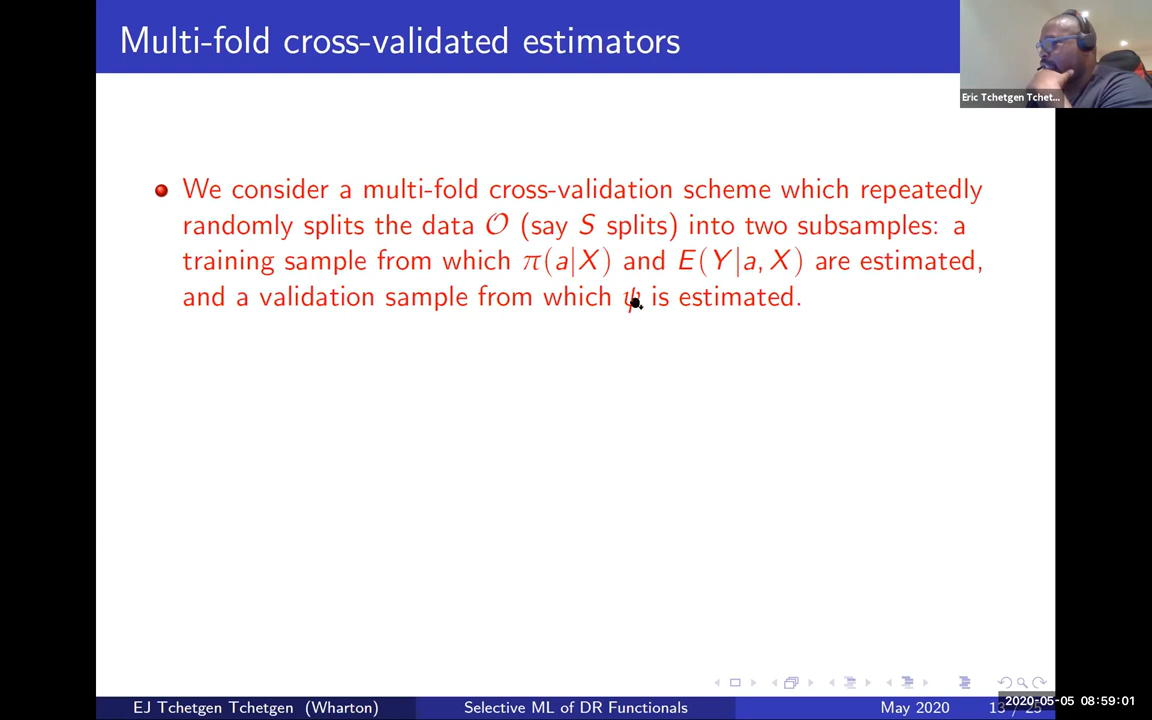 Multi-fold cross-validated estimators
Eric Tchetgen Tchet...
We consider a multi-fold cross-validation scheme which repeatedly
randomly splits the data 𝒪 (say S splits) into two subsamples: a
training sample from which π(a|X) and E(Y|a, X) are estimated,
and a validation sample from which ψ is estimated.
EJ Tchetgen Tchetgen (Wharton)
Selective ML of DR Functionals
May 2020
13 / 25
2020-05-05 08:59:01